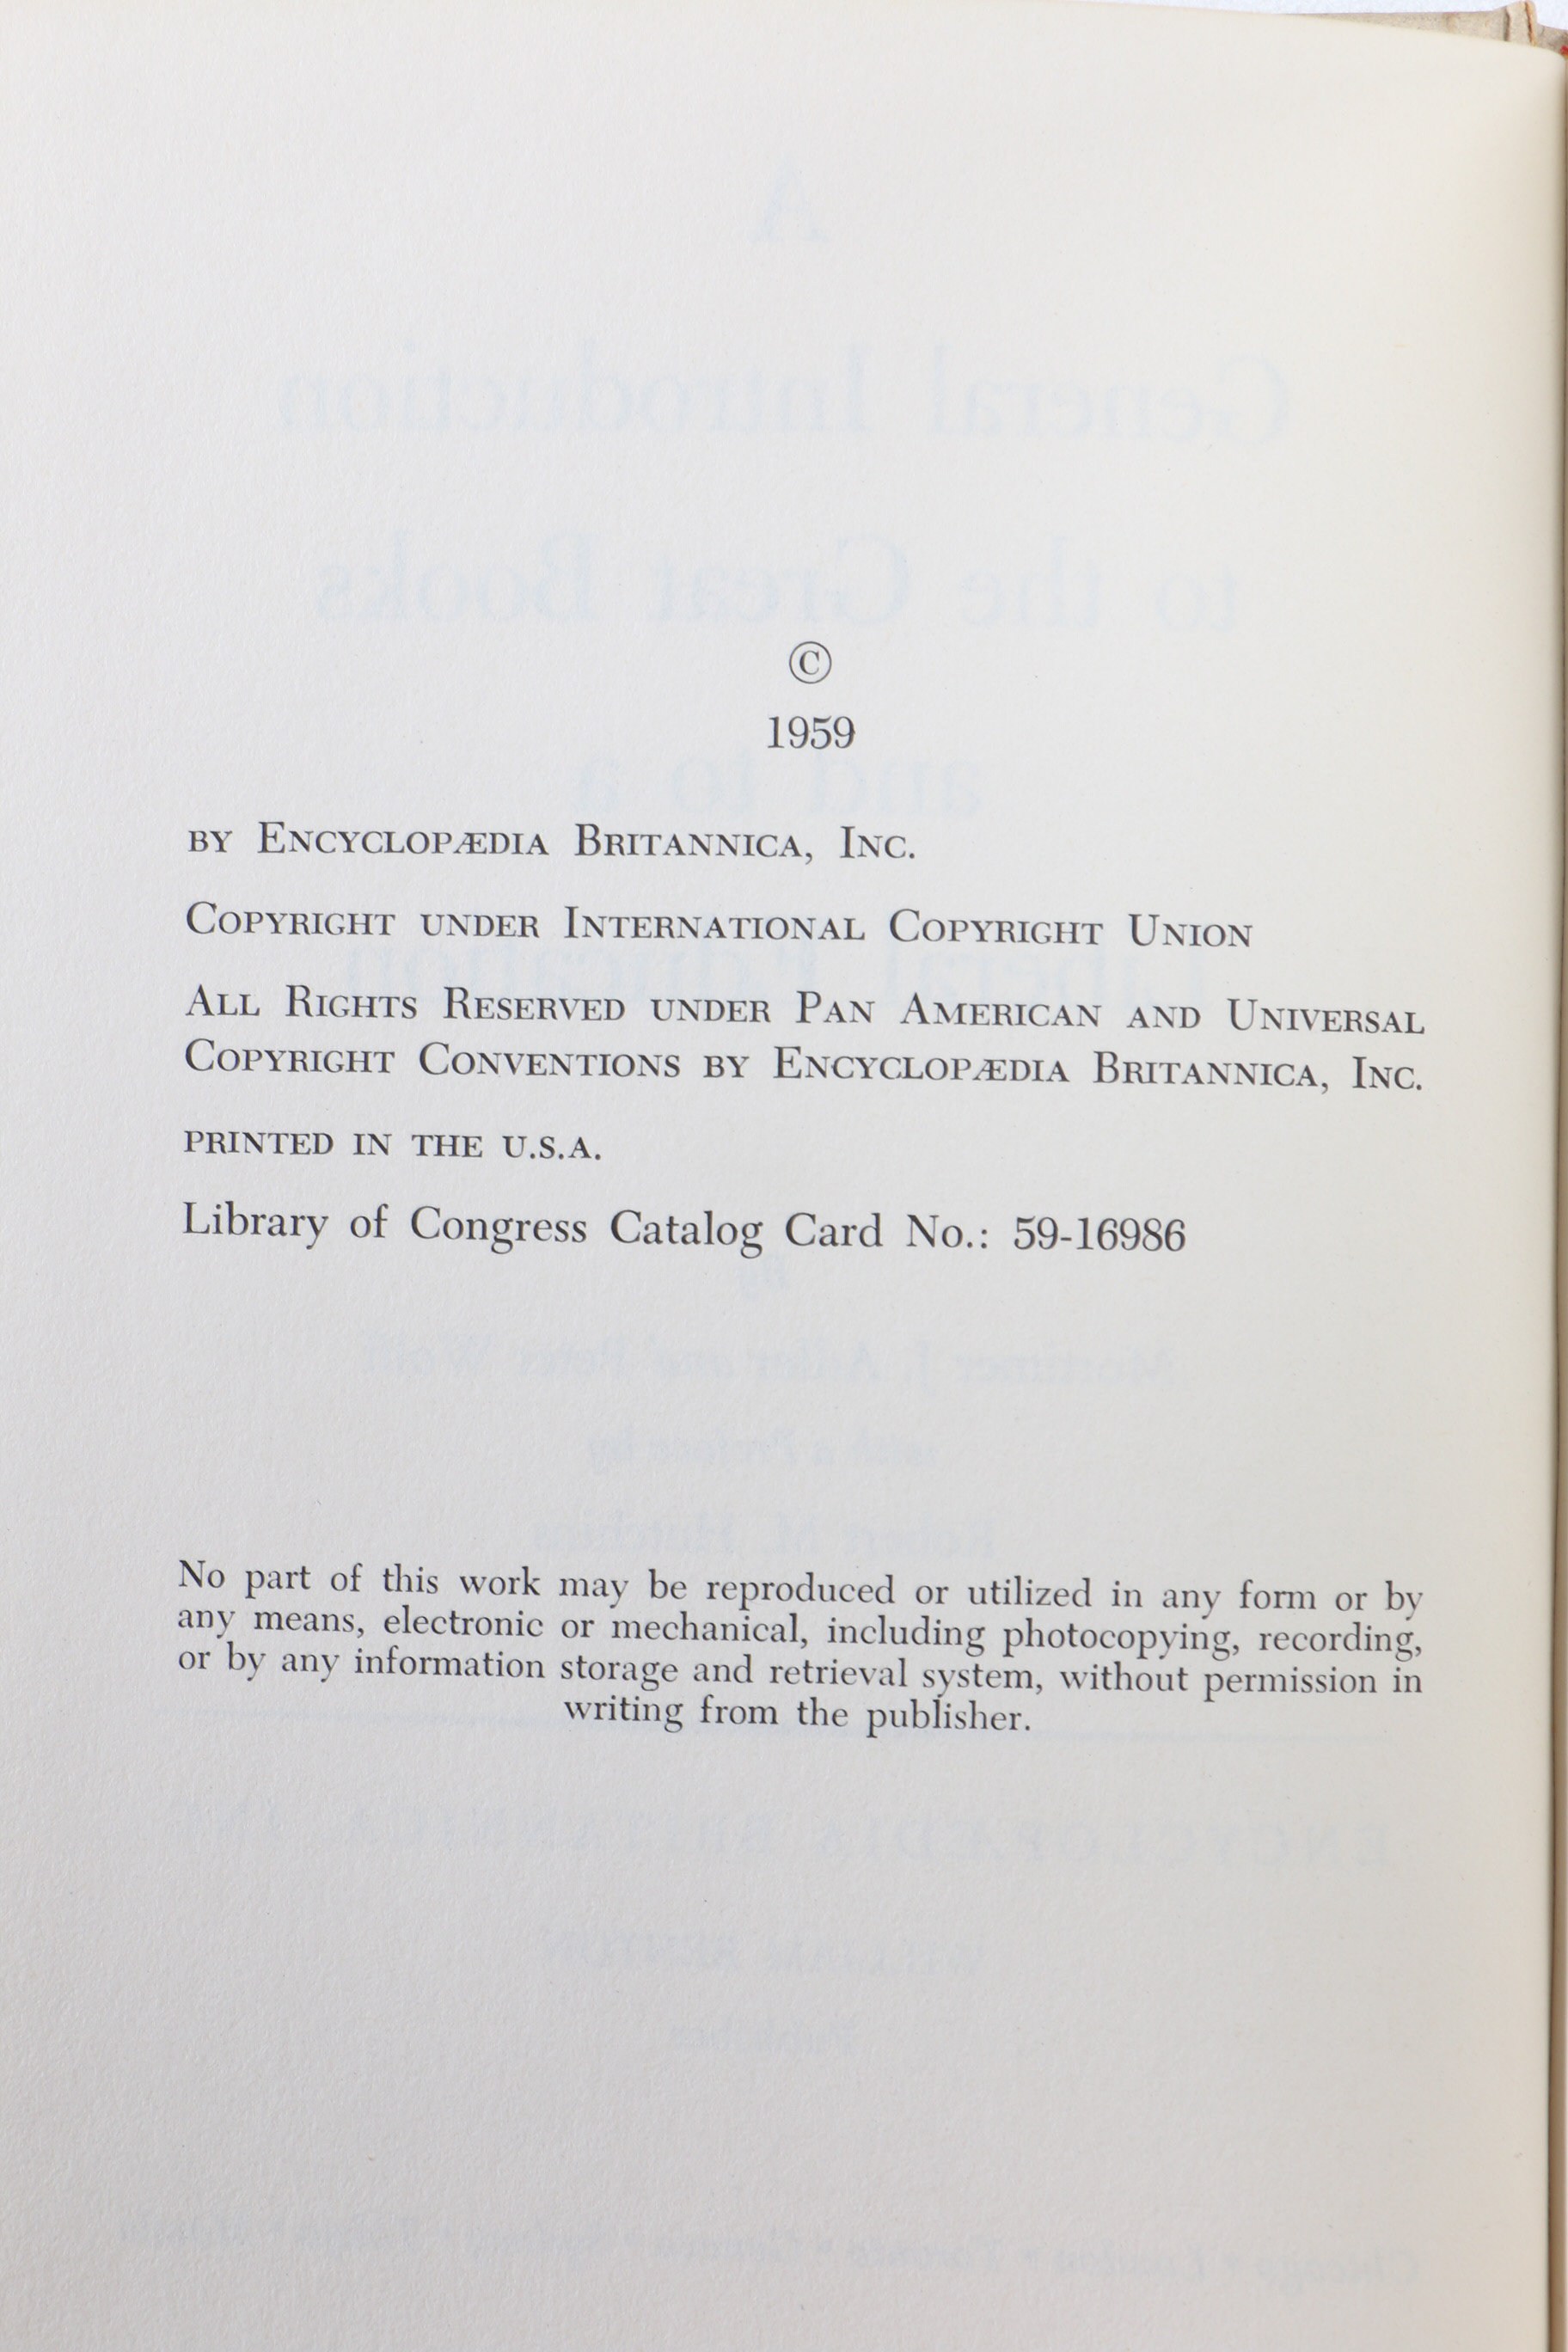 ©
1959
BY ENCYCLOPÆDIA BRITANNICA, INC.
COPYRIGHT UNDER INTERNATIONAL COPYRIGHT UNION
ALL RIGHTS RESERVED UNDER PAN AMERICAN AND UNIVERSAL
COPYRIGHT CONVENTIONS BY ENCYCLOPÆDIA BRITANNICA, INC.
PRINTED IN THE U.S.A.
Library of Congress Catalog Card No.: 59-16986
No part of this work may be reproduced or utilized in any form or by
any means, electronic or mechanical, including photocopying, recording,
or by any information storage and retrieval system, without permission in
writing from the publisher.